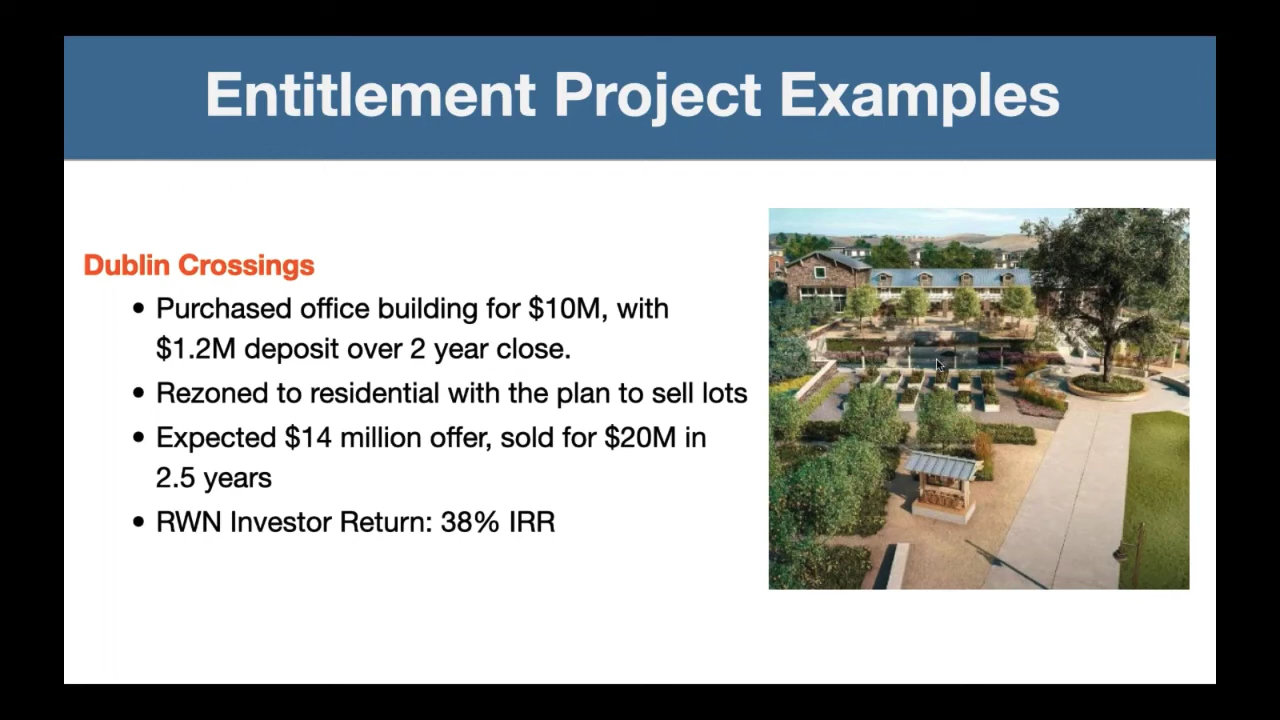 Entitlement Project Examples
Dublin Crossings
• Purchased office building for $10M, with
$1.2M deposit over 2 year close.
• Rezoned to residential with the plan to sell lots
• Expected $14 million offer, sold for $20M in
2.5 years
• RWN Investor Return: 38% IRR